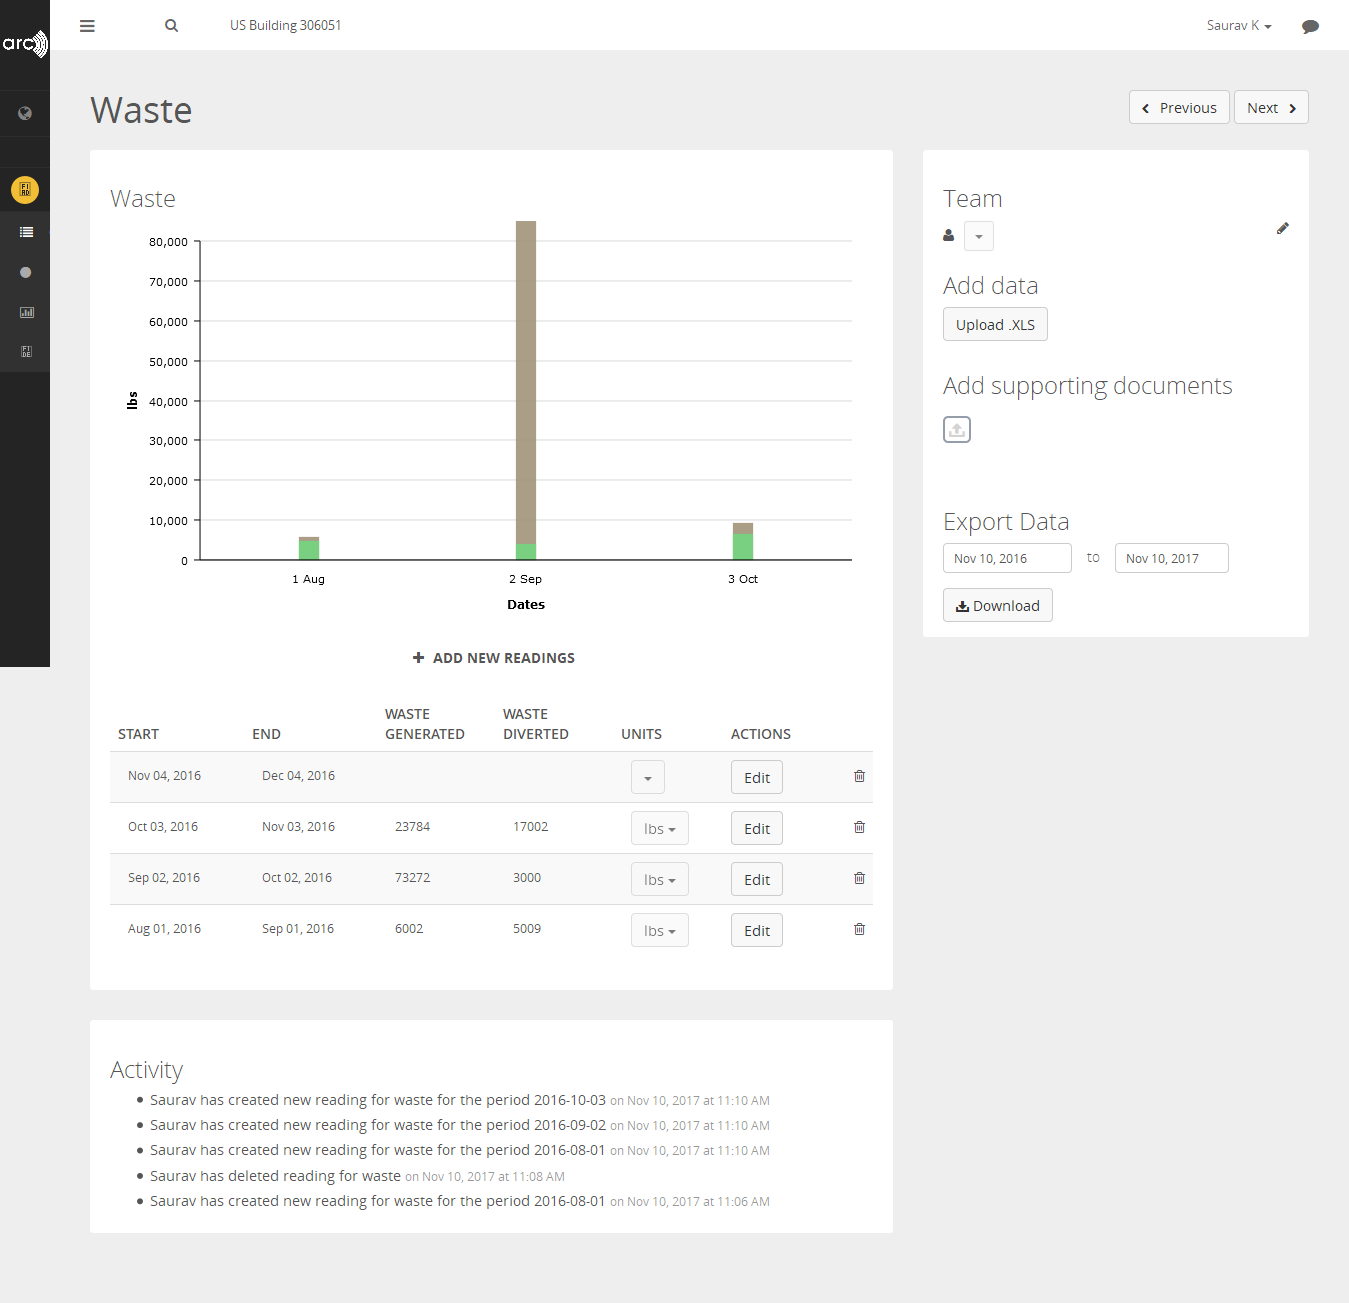 arc
US Building 306051
Saurav K
Waste
Previous
Next
Waste
80,000
70,000
60,000
50,000
40,000
30,000
20,000
10,000
0
lbs
1 Aug
2 Sep
3 Oct
Dates
ADD NEW READINGS
START END WASTE GENERATED WASTE DIVERTED UNITS ACTIONS
Nov 04, 2016 Dec 04, 2016 Edit
Oct 03, 2016 Nov 03, 2016 23784 17002 lbs Edit
Sep 02, 2016 Oct 02, 2016 73272 3000 lbs Edit
Aug 01, 2016 Sep 01, 2016 6002 5009 lbs Edit
Team
Add data
Upload .XLS
Add supporting documents
Export Data
Nov 10, 2016 to Nov 10, 2017
Download
Activity
Saurav has created new reading for waste for the period 2016-10-03 on Nov 10, 2017 at 11:10 AM
Saurav has created new reading for waste for the period 2016-09-02 on Nov 10, 2017 at 11:10 AM
Saurav has created new reading for waste for the period 2016-08-01 on Nov 10, 2017 at 11:10 AM
Saurav has deleted reading for waste on Nov 10, 2017 at 11:08 AM
Saurav has created new reading for waste for the period 2016-08-01 on Nov 10, 2017 at 11:06 AM